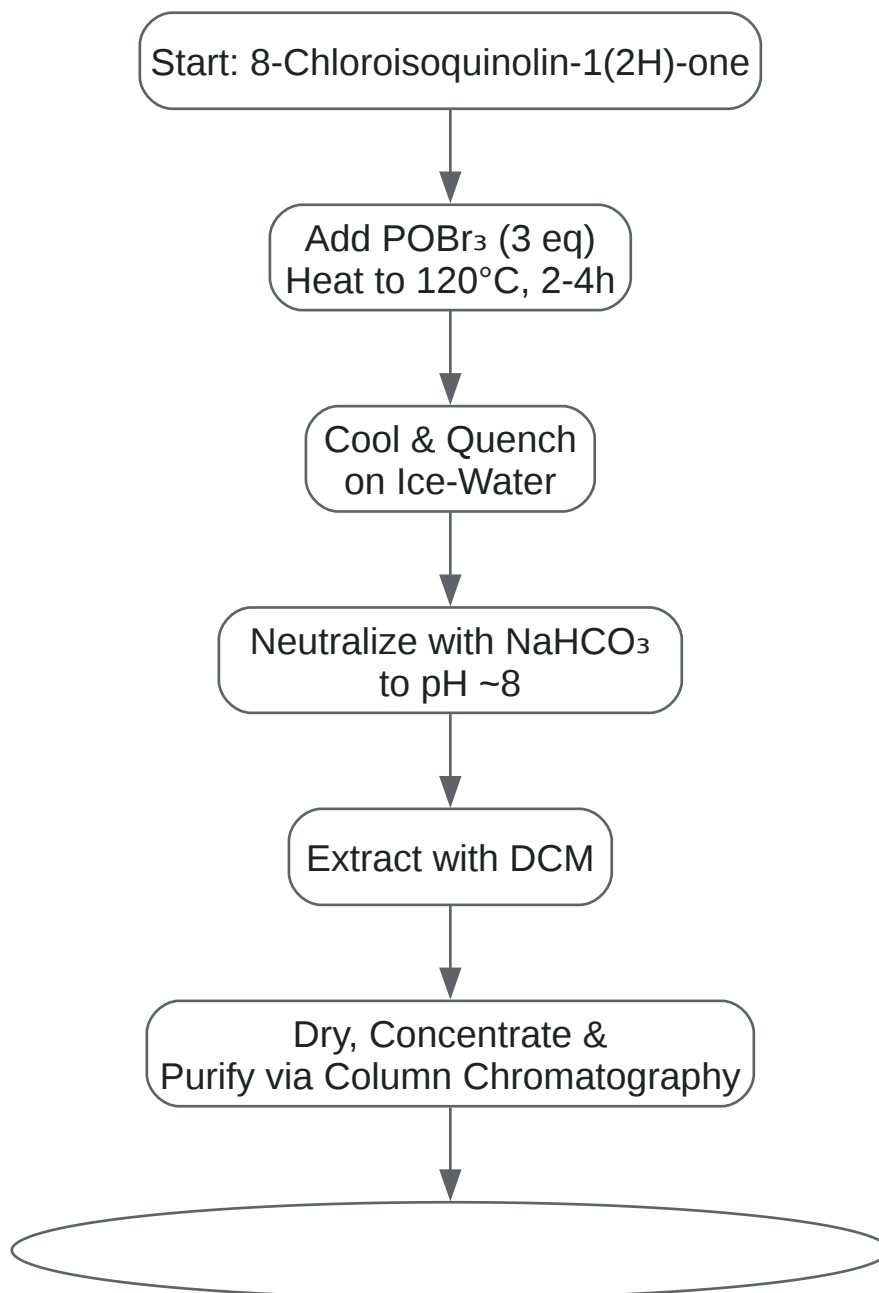 Start: 8-Chloroisoquinolin-1(2H)-one
Add POBr₃ (3 eq)
Heat to 120°C, 2-4h
Cool & Quench
on Ice-Water
Neutralize with NaHCO₃
to pH ~8
Extract with DCM
Dry, Concentrate &
Purify via Column Chromatography